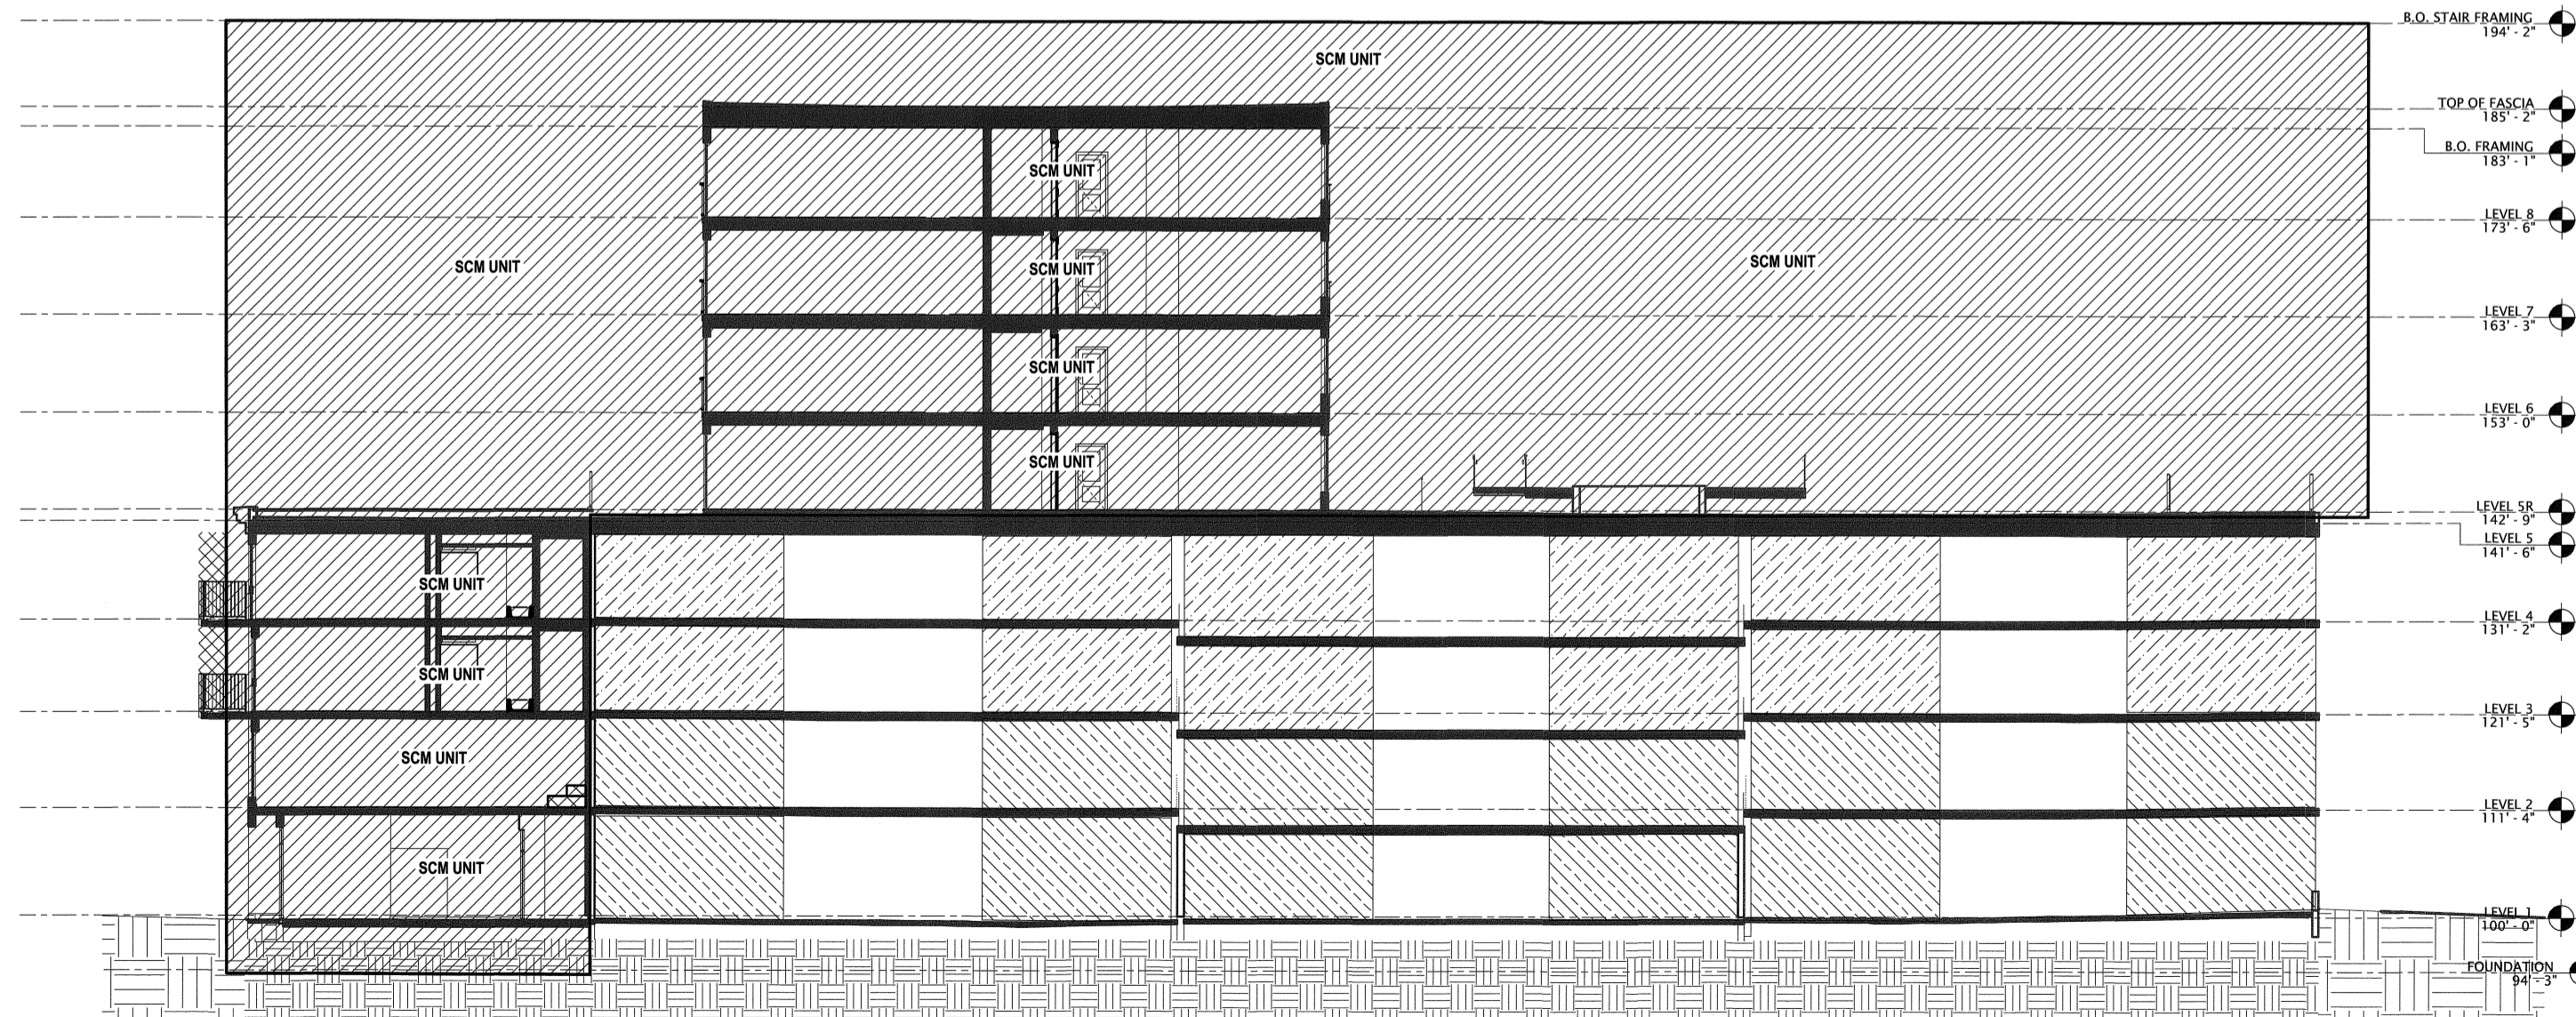 B.O. STAIR FRAMING
194' - 2"
SCM UNIT
TOP OF FASCIA
185' - 2"
B.O. FRAMING
183' - 1"
SCM UNIT
LEVEL 8
173' - 6"
SCM UNIT
SCM UNIT
SCM UNIT
LEVEL 7
163' - 3"
SCM UNIT
LEVEL 6
153' - 0"
SCM UNIT
LEVEL 5R
142' - 9"
LEVEL 5
141' - 6"
SCM UNIT
LEVEL 4
131' - 2"
SCM UNIT
LEVEL 3
121' - 5"
SCM UNIT
LEVEL 2
111' - 4"
SCM UNIT
LEVEL 1
100' - 0"
FOUNDATION
94' - 3"